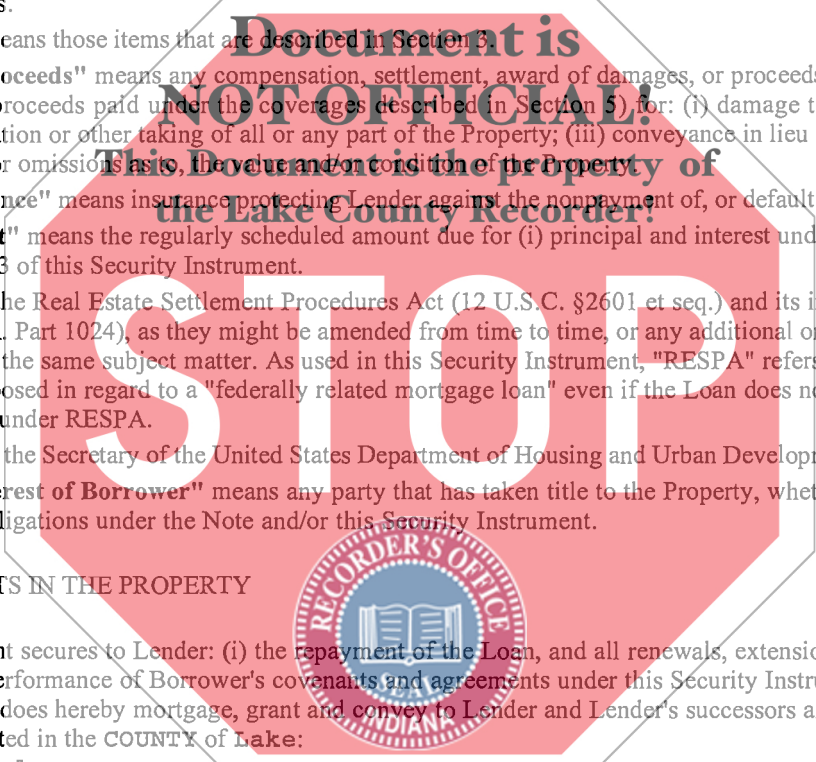 s.
eans those items that are described in Section 3.
oceeds" means any compensation, settlement, award of damages, or proceeds
roceeds paid under the coverages described in Section 5) for: (i) damage t
tion or other taking of all or any part of the Property; (iii) conveyance in lieu
r omissions as to, the value and/or condition of the Property.
nce" means insurance protecting Lender against the nonpayment of, or default
t" means the regularly scheduled amount due for (i) principal and interest und
3 of this Security Instrument.
he Real Estate Settlement Procedures Act (12 U.S.C. §2601 et seq.) and its i
. Part 1024), as they might be amended from time to time, or any additional o
the same subject matter. As used in this Security Instrument, "RESPA" refers
osed in regard to a "federally related mortgage loan" even if the Loan does no
under RESPA.
the Secretary of the United States Department of Housing and Urban Develop
rest of Borrower" means any party that has taken title to the Property, whet
ligations under the Note and/or this Security Instrument.
TS IN THE PROPERTY
nt secures to Lender: (i) the repayment of the Loan, and all renewals, extensio
erformance of Borrower's covenants and agreements under this Security Instru
does hereby mortgage, grant and convey to Lender and Lender's successors a
ted in the COUNTY of Lake:
Document is
NOT OFFICIAL!
This Document is the property of
the Lake County Recorder!
STOP
RECORDER'S OFFICE
SEAL
INDIANA